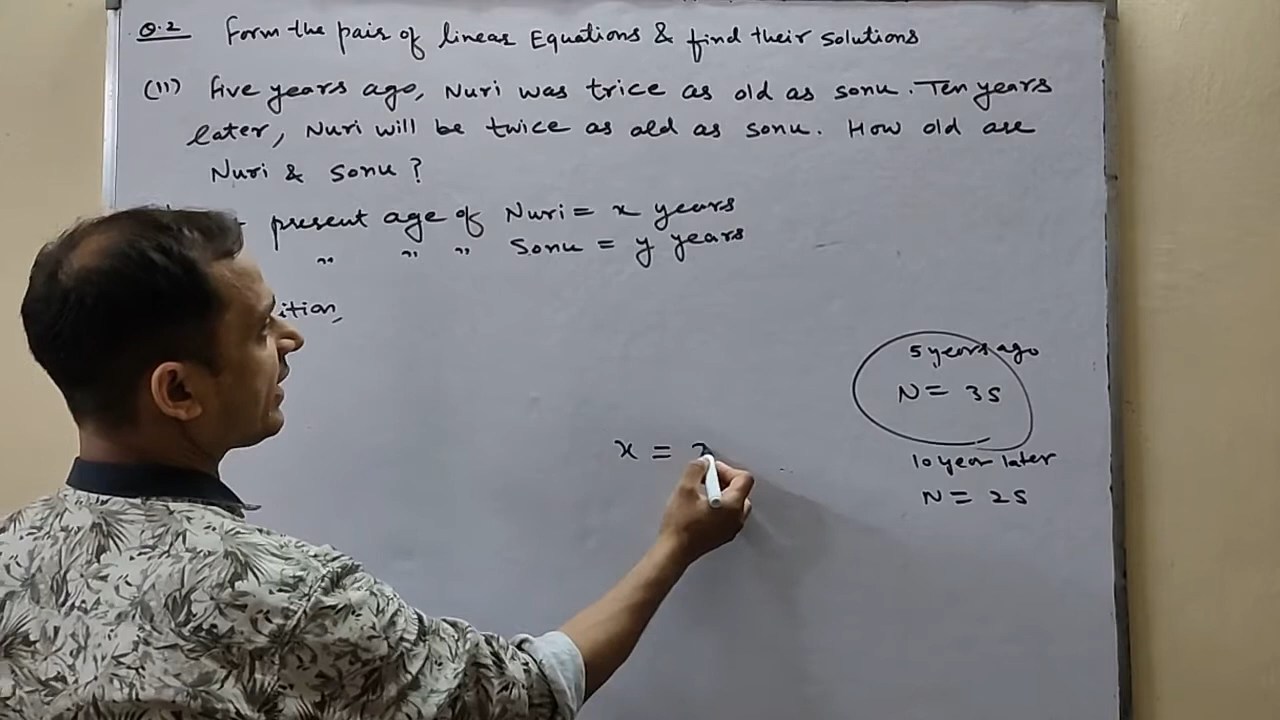 Q.2 Form the pair of linear Equations & find their solutions
(II) Five years ago, Nuri was trice as old as sonu. Ten years
later, Nuri will be twice as old as sonu. How old are
Nuri & Sonu?
present age of Nuri = x years
" " " Sonu = y years
5 years ago
N = 3S
x =
10 year later
N = 2S